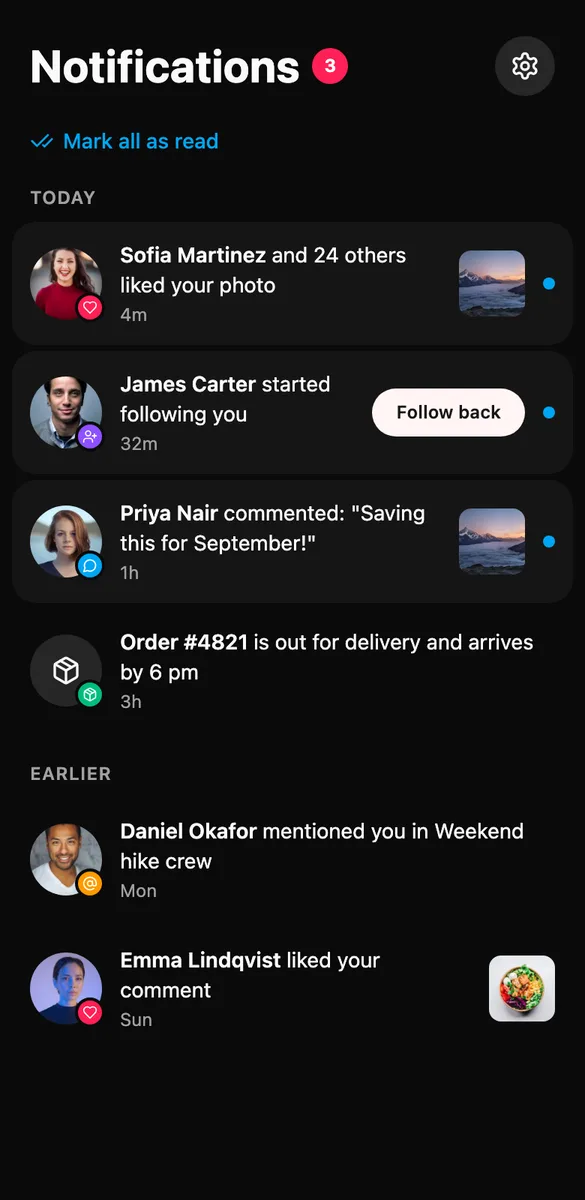 Notifications 3
Mark all as read
TODAY
Sofia Martinez and 24 others
liked your photo
4m
James Carter started
following you
32m
Follow back
Priya Nair commented: "Saving
this for September!"
1h
Order #4821 is out for delivery and arrives
by 6 pm
3h
EARLIER
Daniel Okafor mentioned you in Weekend
hike crew
Mon
Emma Lindqvist liked your
comment
Sun